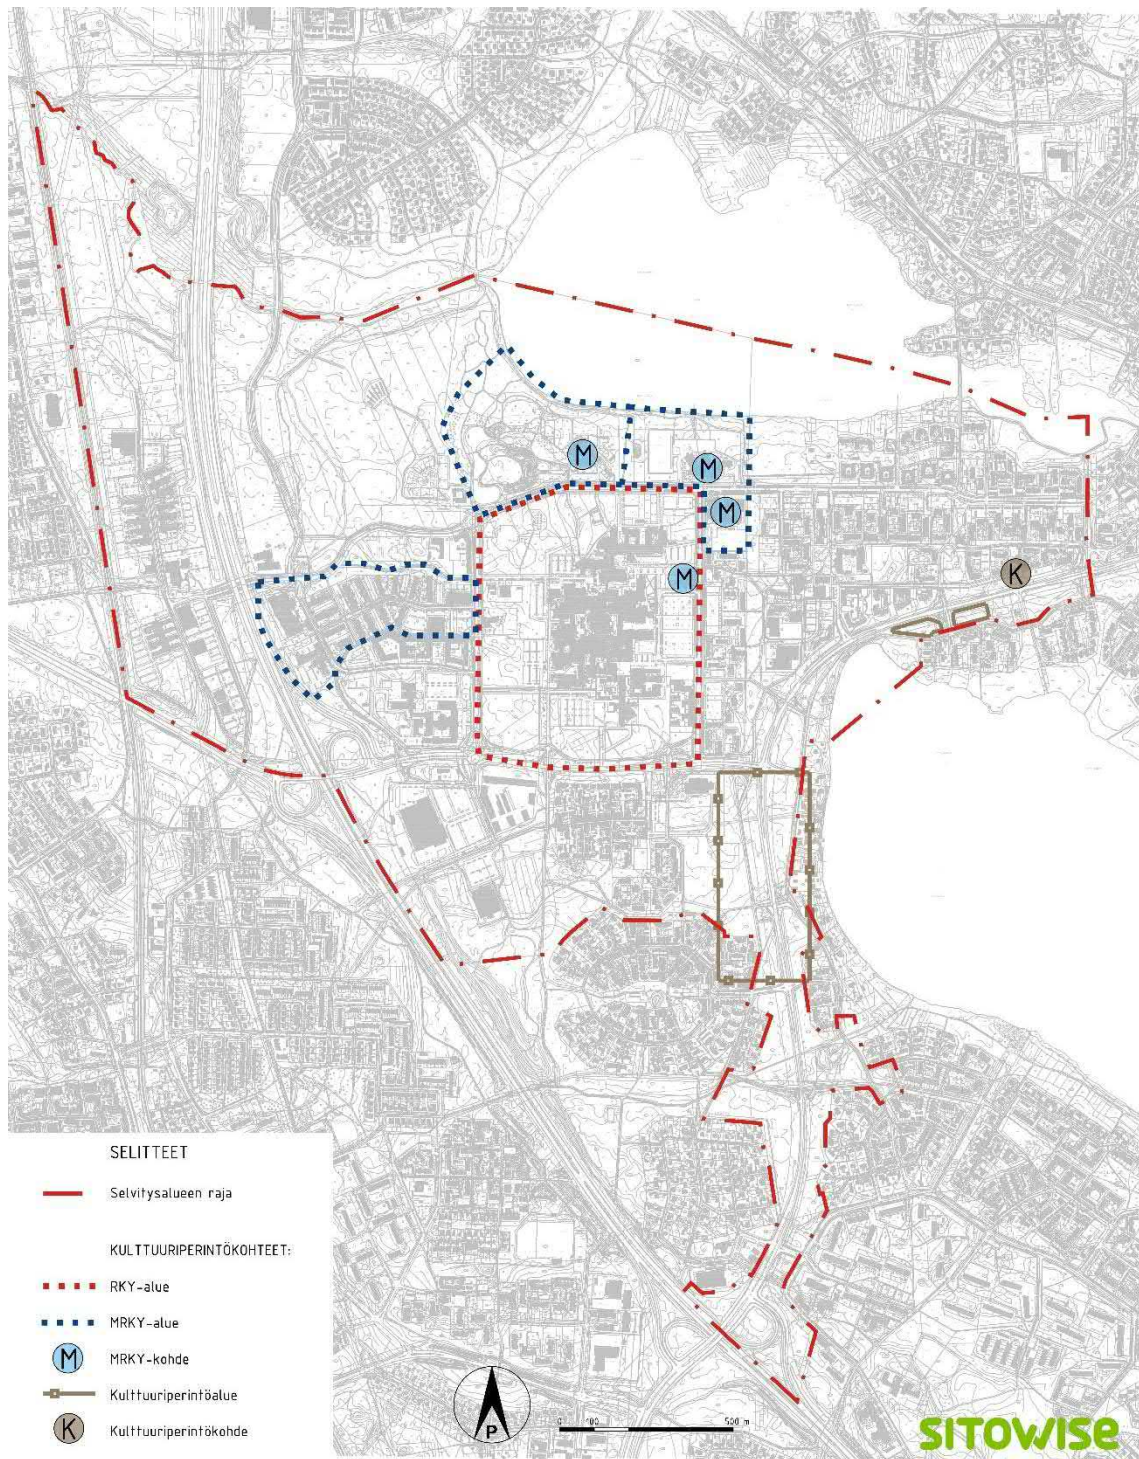 M
M
M
M
K
SELITTEET
Selvitysalueen raja
KULTTUURIPERINTÖKOHTEET:
RKY-alue
MRKY-alue
M MRKY-kohde
Kulttuuriperintöalue
K Kulttuuriperintökohde
P
0 100 500 m
SITOWISE